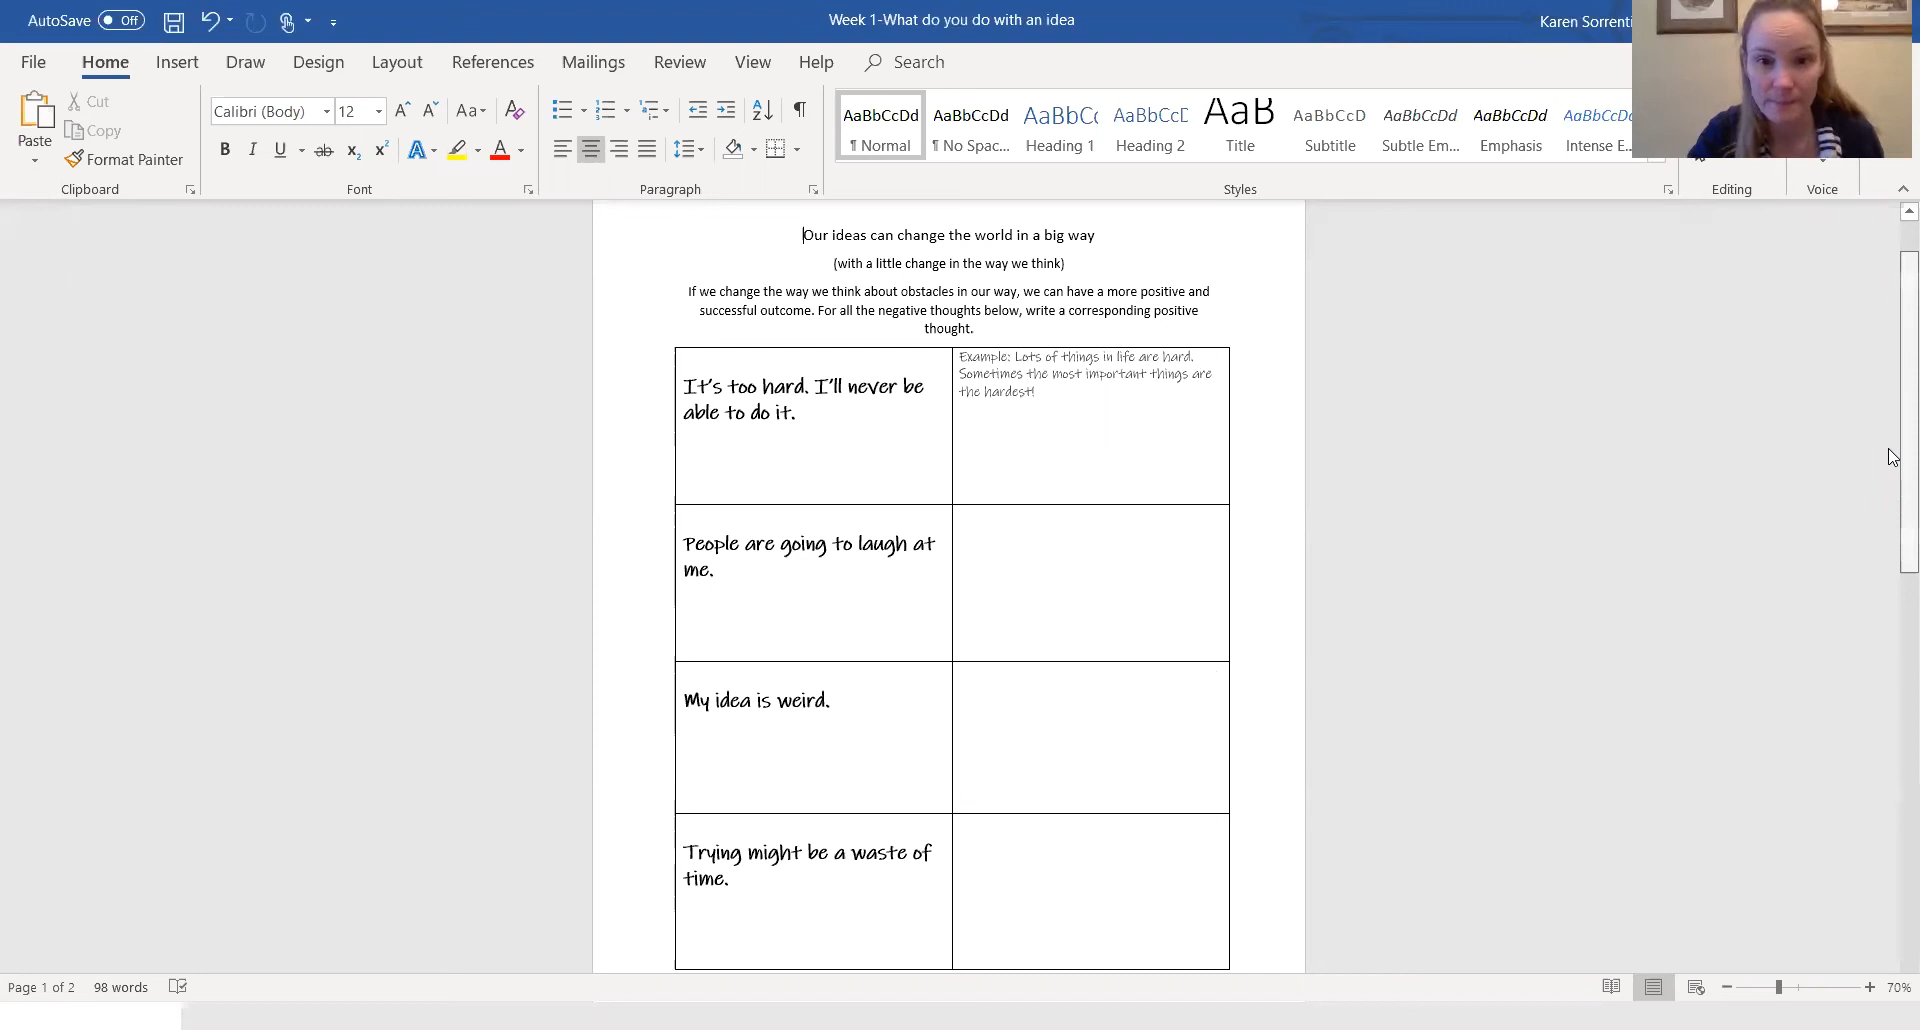 AutoSave Off
Week 1-What do you do with an idea
Karen Sorrenti
File Home Insert Draw Design Layout References Mailings Review View Help Search
Paste
Cut
Copy
Format Painter
Clipboard
Calibri (Body) 12
Aa
B I U ab x₂ x² A A
Font
Paragraph
AaBbCcDd AaBbCcDd AaBbCc AaBbCcD AaB AaBbCcD AaBbCcDd AaBbCcDd AaBbCcDd
¶ Normal ¶ No Spac... Heading 1 Heading 2 Title Subtitle Subtle Em... Emphasis Intense E...
Styles
Editing
Voice
Our ideas can change the world in a big way
(with a little change in the way we think)
If we change the way we think about obstacles in our way, we can have a more positive and
successful outcome. For all the negative thoughts below, write a corresponding positive
thought.
It's too hard. I'll never be
able to do it.
Example: Lots of things in life are hard.
Sometimes the most important things are
the hardest!
People are going to laugh at
me.
My idea is weird.
Trying might be a waste of
time.
Page 1 of 2 98 words
70%